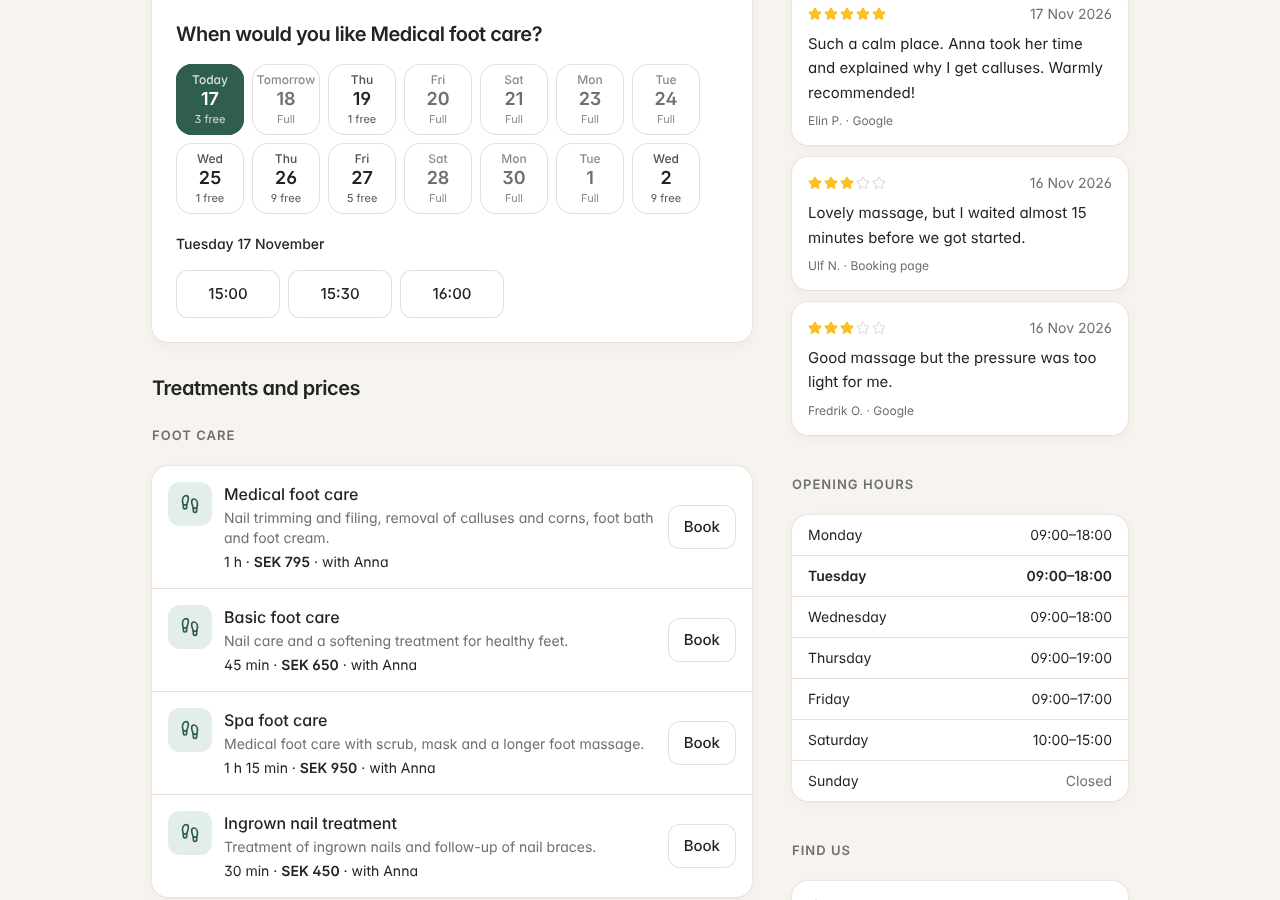 When would you like Medical foot care?
Today
17
3 free
Tomorrow
18
Full
Thu
19
1 free
Fri
20
Full
Sat
21
Full
Mon
23
Full
Tue
24
Full
Wed
25
1 free
Thu
26
9 free
Fri
27
5 free
Sat
28
Full
Mon
30
Full
Tue
1
Full
Wed
2
9 free
Tuesday 17 November
15:00
15:30
16:00
Treatments and prices
FOOT CARE
Medical foot care
Nail trimming and filing, removal of calluses and corns, foot bath
and foot cream.
1 h · SEK 795 · with Anna
Book
Basic foot care
Nail care and a softening treatment for healthy feet.
45 min · SEK 650 · with Anna
Book
Spa foot care
Medical foot care with scrub, mask and a longer foot massage.
1 h 15 min · SEK 950 · with Anna
Book
Ingrown nail treatment
Treatment of ingrown nails and follow-up of nail braces.
30 min · SEK 450 · with Anna
Book
17 Nov 2026
Such a calm place. Anna took her time
and explained why I get calluses. Warmly
recommended!
Elin P. · Google
16 Nov 2026
Lovely massage, but I waited almost 15
minutes before we got started.
Ulf N. · Booking page
16 Nov 2026
Good massage but the pressure was too
light for me.
Fredrik O. · Google
OPENING HOURS
Monday 09:00–18:00
Tuesday 09:00–18:00
Wednesday 09:00–18:00
Thursday 09:00–19:00
Friday 09:00–17:00
Saturday 10:00–15:00
Sunday Closed
FIND US